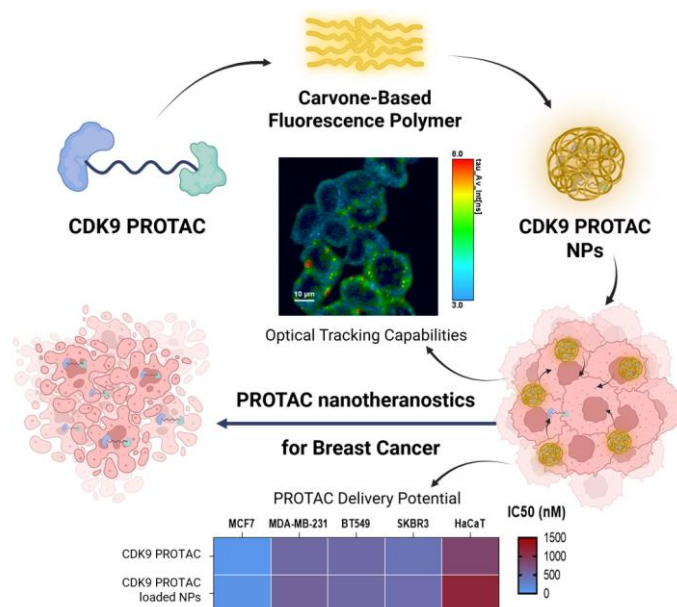 Carvone-Based
Fluorescence Polymer
CDK9 PROTAC
CDK9 PROTAC
NPs
8.0
tau_A v_Int[ns]
3.0
10 µm
Optical Tracking Capabilities
PROTAC nanotheranostics
for Breast Cancer
PROTAC Delivery Potential
MCF7 MDA-MB-231 BT549 SKBR3 HaCaT
IC50 (nM)
CDK9 PROTAC
CDK9 PROTAC
loaded NPs
1500
1000
500
0